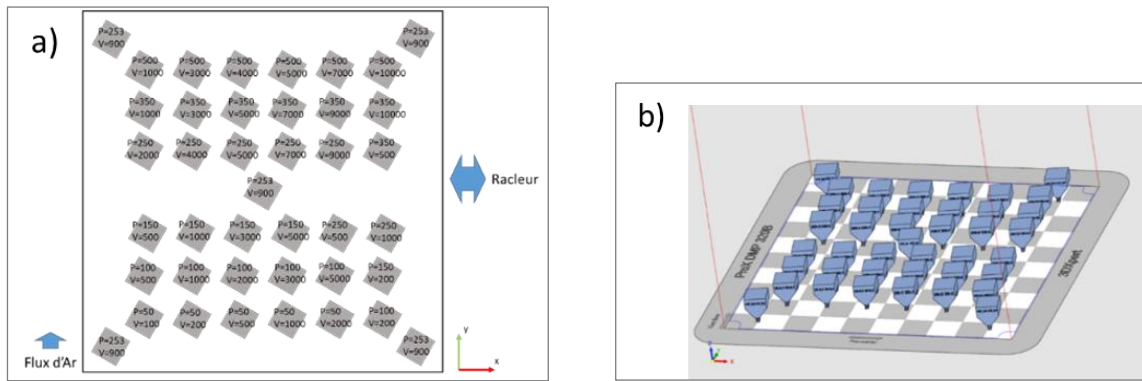 a)
P=253
V=900
P=253
V=900
P=500
V=1000
P=500
V=3000
P=500
V=4000
P=500
V=5000
P=500
V=7000
P=500
V=10000
P=350
V=1000
P=350
V=3000
P=350
V=5000
P=350
V=7000
P=350
V=9000
P=350
V=10000
P=250
V=2000
P=250
V=4000
P=250
V=5000
P=250
V=7000
P=250
V=9000
P=350
V=500
P=253
V=900
Racleur
P=150
V=500
P=150
V=1000
P=150
V=3000
P=150
V=5000
P=250
V=500
P=250
V=1000
P=100
V=500
P=100
V=1000
P=100
V=2000
P=100
V=3000
P=100
V=5000
P=150
V=200
P=50
V=100
P=50
V=200
P=50
V=500
P=50
V=1000
P=50
V=2000
P=100
V=200
P=253
V=900
P=253
V=900
Flux d'Ar
y
x
b)
ProX DMP 320B
3DXpert